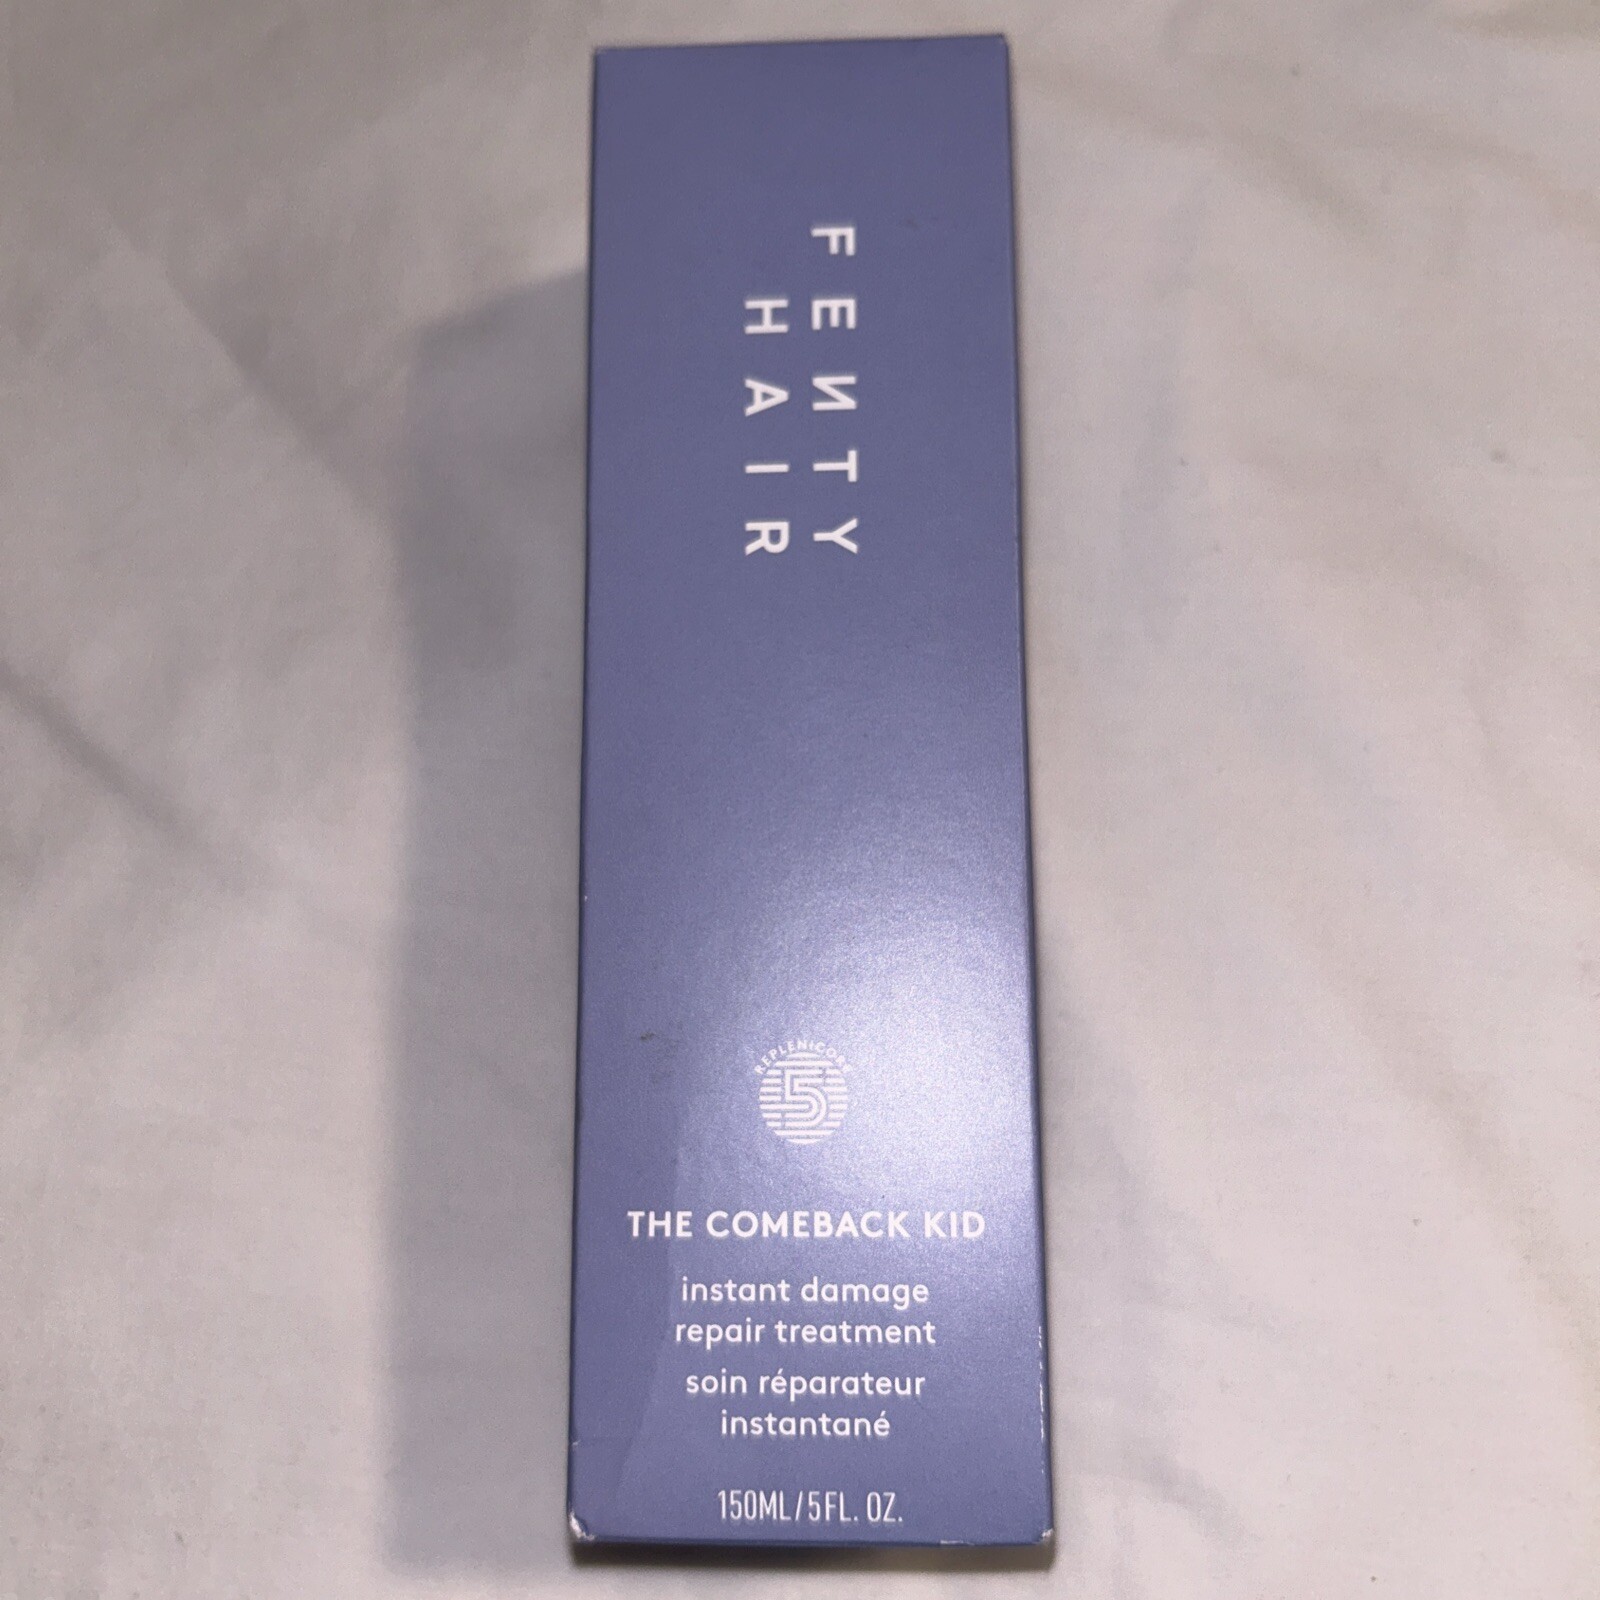 FENTY
HAIR
REPLENICORE
5
THE COMEBACK KID
instant damage
repair treatment
soin réparateur
instantané
150ML/5FL. OZ.